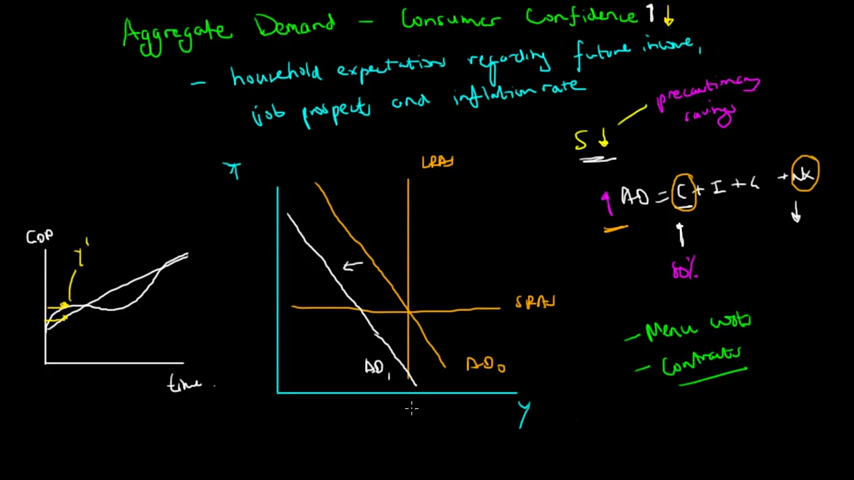 Aggregate Demand - Consumer Confidence ↑ ↓
- household expectations regarding future income,
job prospects and inflation rate
precautionary
savings
S ↓
↑ AD = C + I + G + NX
↑ ↓
80%
π
LRAS
SRAS
AD₁
AD₀
Y
GDP
Y'
time
- Menu costs
- Contracts